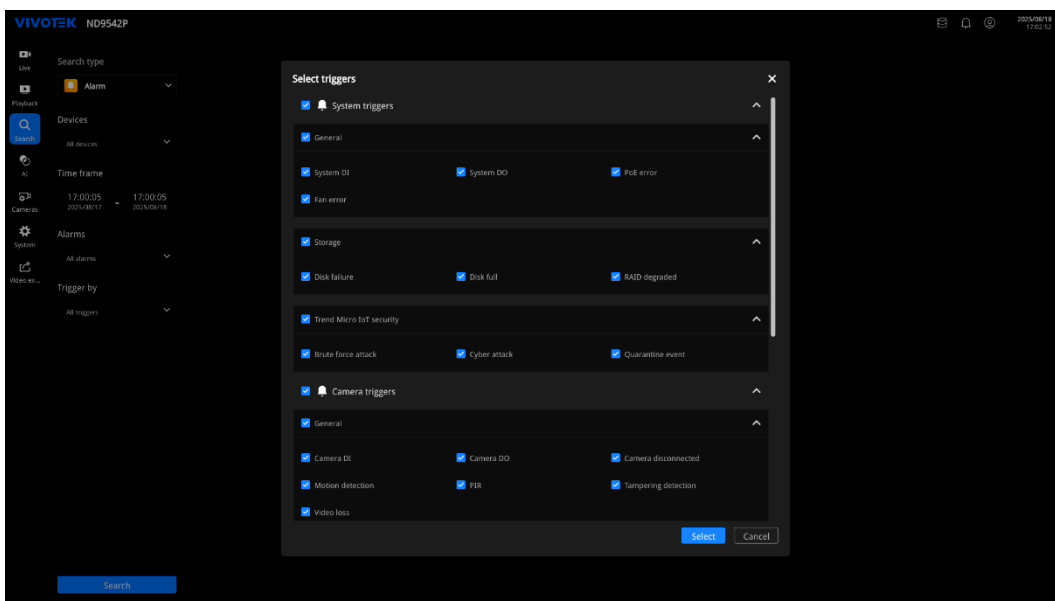 VIVOTEK ND9542P
2025/08/18
17:02:52
Live
Playback
Search
AI
Cameras
System
Video ex...
Search type
Alarm
Devices
All devices
Time frame
17:00:05 – 17:00:05
2025/08/17 2025/08/18
Alarms
All alarms
Trigger by
All triggers
Search
Select triggers
System triggers
General
System DI System DO PoE error
Fan error
Storage
Disk failure Disk full RAID degraded
Trend Micro IoT security
Brute force attack Cyber attack Quarantine event
Camera triggers
General
Camera DI Camera DO Camera disconnected
Motion detection PIR Tampering detection
Video loss
Select Cancel